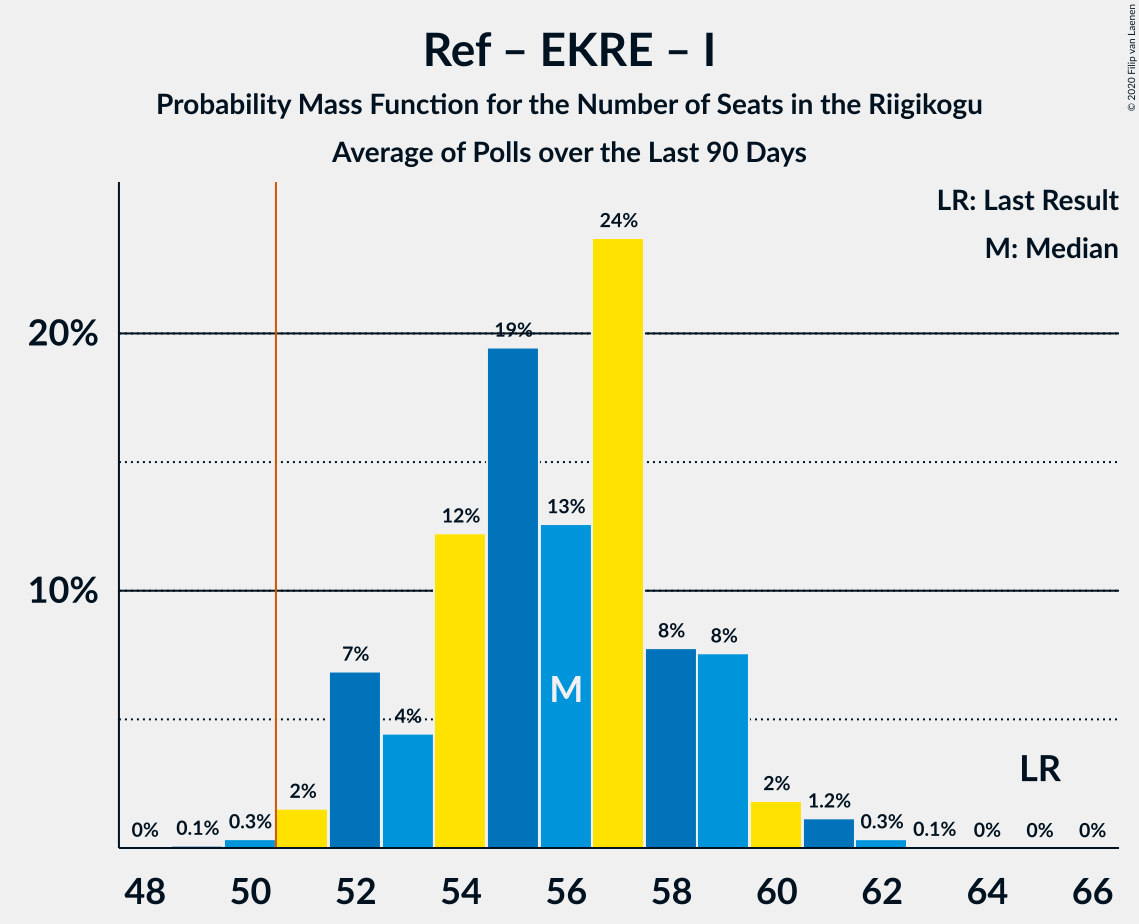 Ref – EKRE – I
Probability Mass Function for the Number of Seats in the Riigikogu
Average of Polls over the Last 90 Days
© 2020 Filip van Laenen
LR: Last Result
M: Median
20%
10%
0%
0.1%
0.3%
2%
7%
4%
12%
19%
13%
24%
8%
8%
2%
1.2%
0.3%
0.1%
0%
0%
0%
M
LR
48 50 52 54 56 58 60 62 64 66